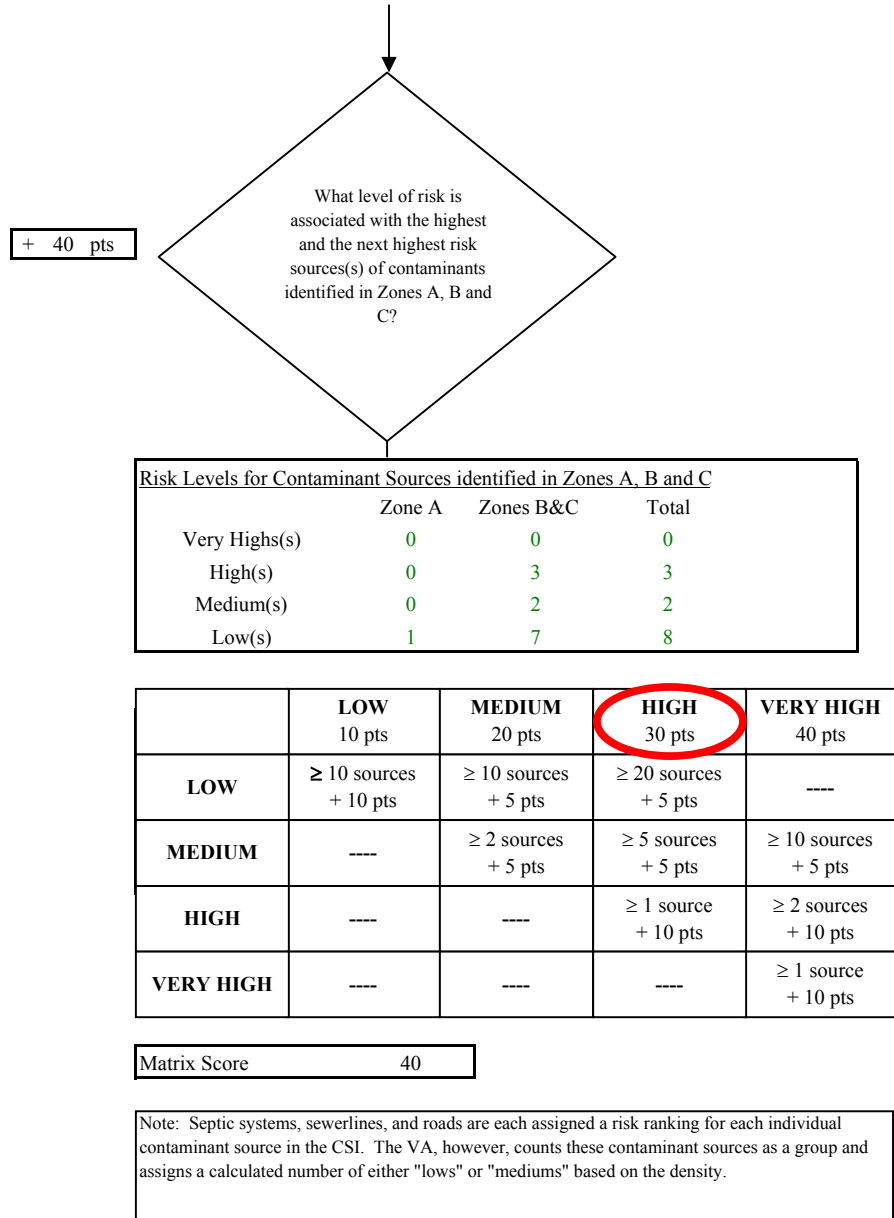 What level of risk is
associated with the highest
and the next highest risk
sources(s) of contaminants
identified in Zones A, B and
C?
+ 40 pts
Risk Levels for Contaminant Sources identified in Zones A, B and C
Zone A Zones B&C Total
Very Highs(s) 0 0 0
High(s) 0 3 3
Medium(s) 0 2 2
Low(s) 1 7 8
LOW MEDIUM HIGH VERY HIGH
10 pts 20 pts 30 pts 40 pts
LOW ≥ 10 sources + 10 pts ≥ 10 sources + 5 pts ≥ 20 sources + 5 pts ----
MEDIUM ---- ≥ 2 sources + 5 pts ≥ 5 sources + 5 pts ≥ 10 sources + 5 pts
HIGH ---- ---- ≥ 1 source + 10 pts ≥ 2 sources + 10 pts
VERY HIGH ---- ---- ---- ≥ 1 source + 10 pts
Matrix Score 40
Note: Septic systems, sewerlines, and roads are each assigned a risk ranking for each individual
contaminant source in the CSI. The VA, however, counts these contaminant sources as a group and
assigns a calculated number of either "lows" or "mediums" based on the density.